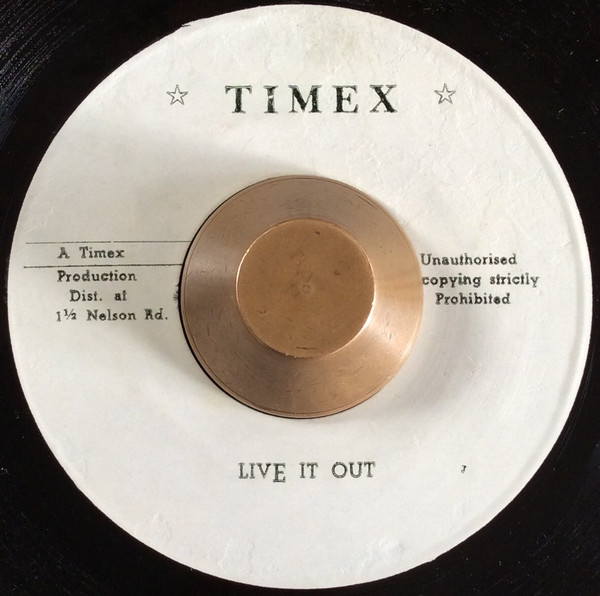 ☆ TIMEX ☆
A Timex
Production
Dist. at
1½ Nelson Rd.
Unauthorised
copying strictly
Prohibited
LIVE IT OUT